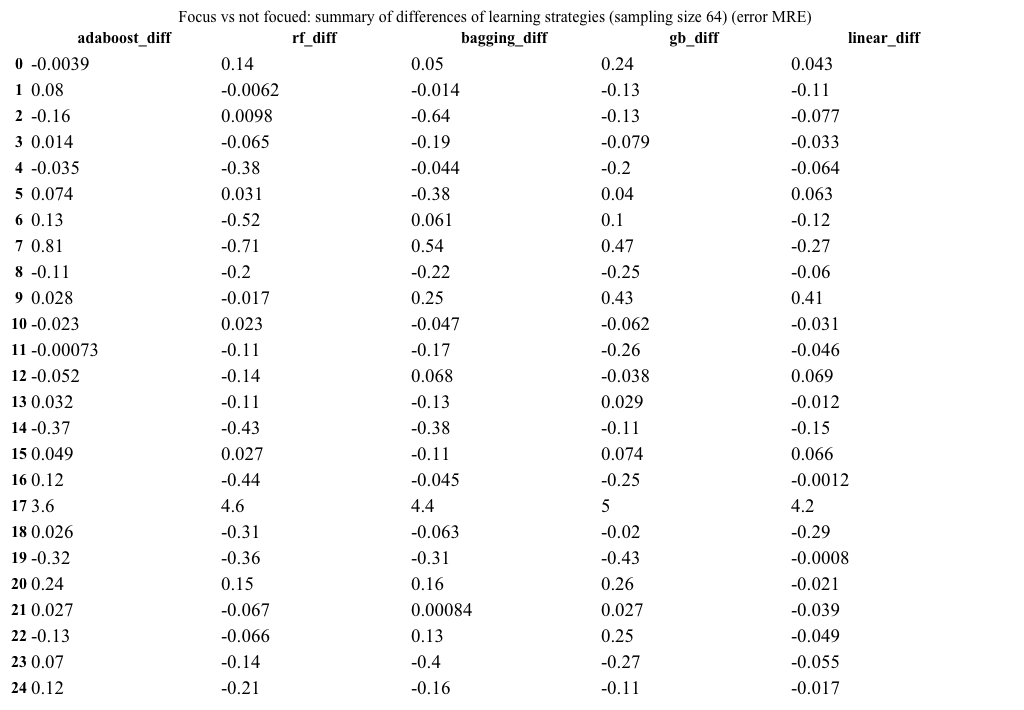 Focus vs not focued: summary of differences of learning strategies (sampling size 64) (error MRE)
adaboost_diff rf_diff bagging_diff gb_diff linear_diff
0 -0.0039 0.14 0.05 0.24 0.043
1 0.08 -0.0062 -0.014 -0.13 -0.11
2 -0.16 0.0098 -0.64 -0.13 -0.077
3 0.014 -0.065 -0.19 -0.079 -0.033
4 -0.035 -0.38 -0.044 -0.2 -0.064
5 0.074 0.031 -0.38 0.04 0.063
6 0.13 -0.52 0.061 0.1 -0.12
7 0.81 -0.71 0.54 0.47 -0.27
8 -0.11 -0.2 -0.22 -0.25 -0.06
9 0.028 -0.017 0.25 0.43 0.41
10 -0.023 0.023 -0.047 -0.062 -0.031
11 -0.00073 -0.11 -0.17 -0.26 -0.046
12 -0.052 -0.14 0.068 -0.038 0.069
13 0.032 -0.11 -0.13 0.029 -0.012
14 -0.37 -0.43 -0.38 -0.11 -0.15
15 0.049 0.027 -0.11 0.074 0.066
16 0.12 -0.44 -0.045 -0.25 -0.0012
17 3.6 4.6 4.4 5 4.2
18 0.026 -0.31 -0.063 -0.02 -0.29
19 -0.32 -0.36 -0.31 -0.43 -0.0008
20 0.24 0.15 0.16 0.26 -0.021
21 0.027 -0.067 0.00084 0.027 -0.039
22 -0.13 -0.066 0.13 0.25 -0.049
23 0.07 -0.14 -0.4 -0.27 -0.055
24 0.12 -0.21 -0.16 -0.11 -0.017